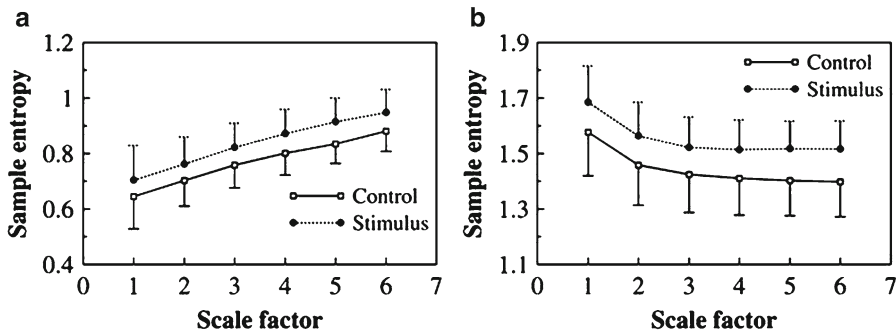 a
1.2
1
0.8
0.6
0.4
Sample entropy
0 1 2 3 4 5 6 7
Scale factor
Control
Stimulus
b
1.9
1.7
1.5
1.3
1.1
Sample entropy
0 1 2 3 4 5 6 7
Scale factor
Control
Stimulus